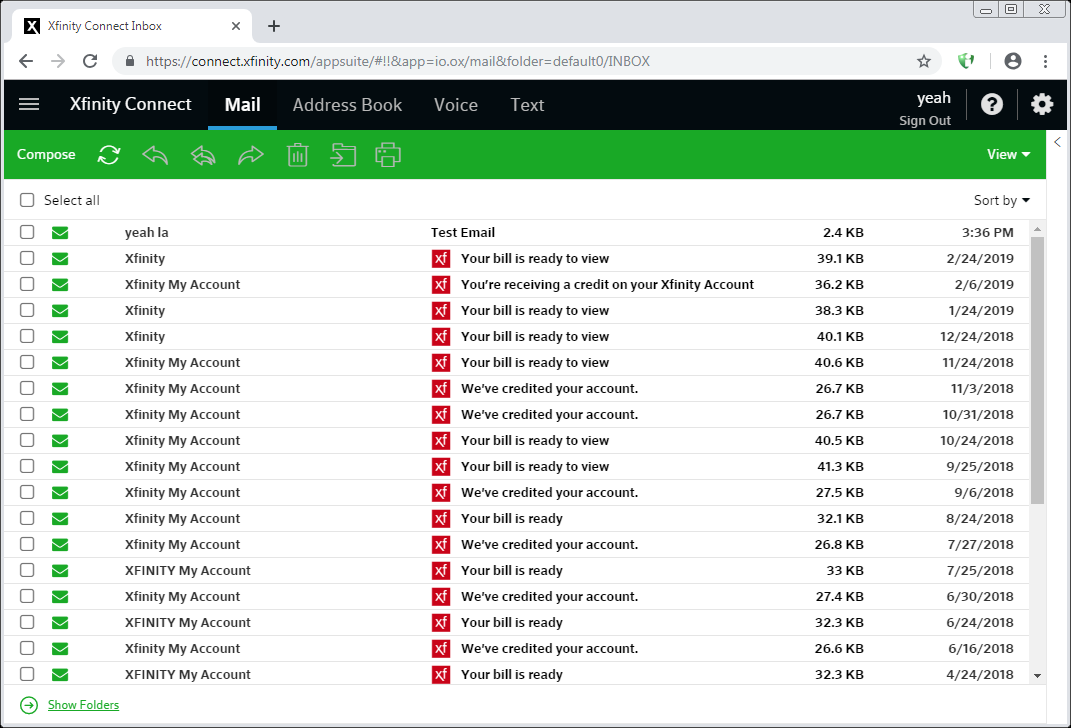 Xfinity Connect Inbox
https://connect.xfinity.com/appsuite/#!!&app=io.ox/mail&folder=default0/INBOX
Xfinity Connect Mail Address Book Voice Text yeah
Sign Out
Compose View
Select all Sort by
yeah la Test Email 2.4 KB 3:36 PM
Xfinity xf Your bill is ready to view 39.1 KB 2/24/2019
Xfinity My Account xf You're receiving a credit on your Xfinity Account 36.2 KB 2/6/2019
Xfinity xf Your bill is ready to view 38.3 KB 1/24/2019
Xfinity xf Your bill is ready to view 40.1 KB 12/24/2018
Xfinity My Account xf Your bill is ready to view 40.6 KB 11/24/2018
Xfinity My Account xf We've credited your account. 26.7 KB 11/3/2018
Xfinity My Account xf We've credited your account. 26.7 KB 10/31/2018
Xfinity My Account xf Your bill is ready to view 40.5 KB 10/24/2018
Xfinity My Account xf Your bill is ready to view 41.3 KB 9/25/2018
Xfinity My Account xf We've credited your account. 27.5 KB 9/6/2018
Xfinity My Account xf Your bill is ready 32.1 KB 8/24/2018
Xfinity My Account xf We've credited your account. 26.8 KB 7/27/2018
XFINITY My Account xf Your bill is ready 33 KB 7/25/2018
Xfinity My Account xf We've credited your account. 27.4 KB 6/30/2018
XFINITY My Account xf Your bill is ready 32.3 KB 6/24/2018
Xfinity My Account xf We've credited your account. 26.6 KB 6/16/2018
XFINITY My Account xf Your bill is ready 32.3 KB 4/24/2018
Show Folders